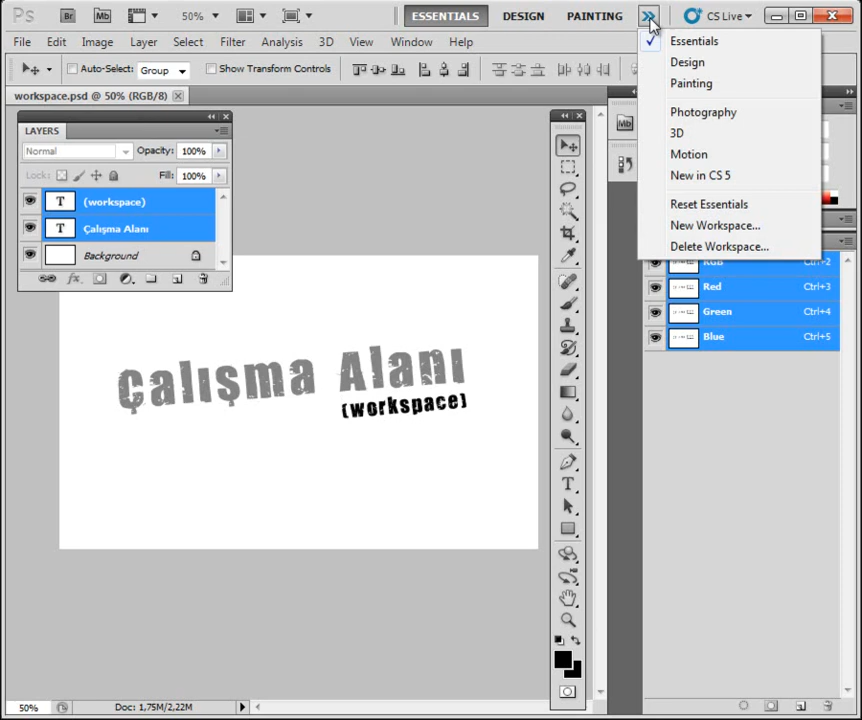 Ps Br Mb 50% ESSENTIALS DESIGN PAINTING CS Live
File Edit Image Layer Select Filter Analysis 3D View Window Help
Auto-Select: Group Show Transform Controls
workspace.psd @ 50% (RGB/8)
LAYERS
Normal Opacity: 100%
Lock: Fill: 100%
T (workspace)
T Çalışma Alanı
Background
fx
Çalışma Alanı
(workspace)
T
Mb
Essentials
Design
Painting
Photography
3D
Motion
New in CS 5
Reset Essentials
New Workspace...
Delete Workspace...
RGB Ctrl+2
Red Ctrl+3
Green Ctrl+4
Blue Ctrl+5
50% Doc: 1,75M/2,22M